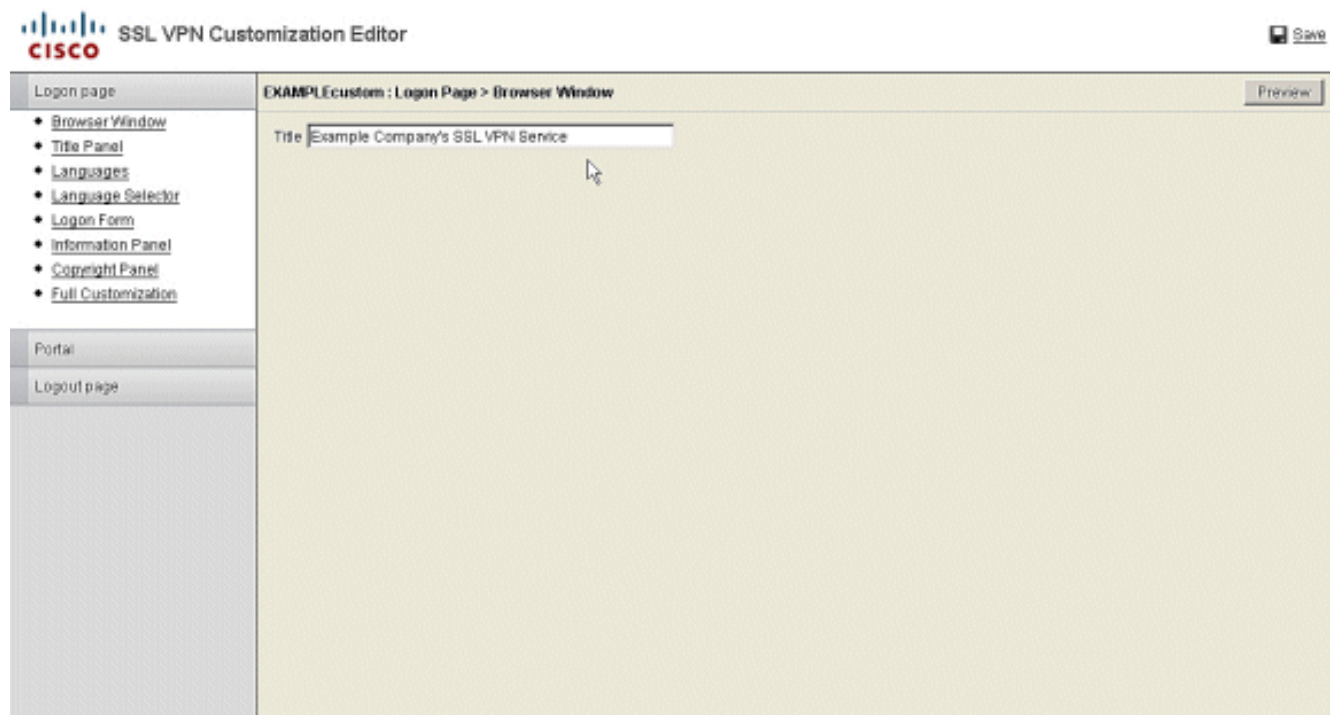 CISCO
SSL VPN Customization Editor
Save
Logon page
EXAMPLEcustom : Logon Page > Browser Window
Preview
Browser Window
Title Panel
Languages
Language Selector
Logon Form
Information Panel
Copyright Panel
Full Customization
Title Example Company's SSL VPN Service
Portal
Logout page